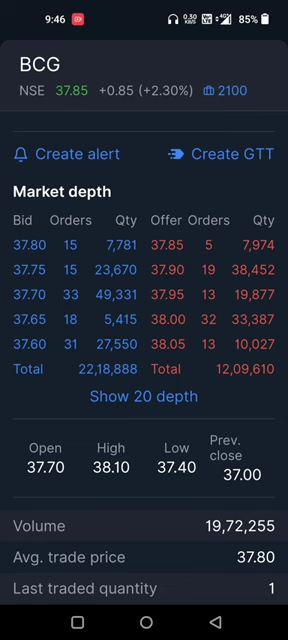 9:46 0.30 KB/S 4G 85%
BCG
NSE 37.85 +0.85 (+2.30%) 2100
Create alert Create GTT
Market depth
Bid Orders Qty Offer Orders Qty
37.80 15 7,781 37.85 5 7,974
37.75 15 23,670 37.90 19 38,452
37.70 33 49,331 37.95 13 19,877
37.65 18 5,415 38.00 32 33,387
37.60 31 27,550 38.05 13 10,027
Total 22,18,888 Total 12,09,610
Show 20 depth
Open High Low Prev. close
37.70 38.10 37.40 37.00
Volume 19,72,255
Avg. trade price 37.80
Last traded quantity 1